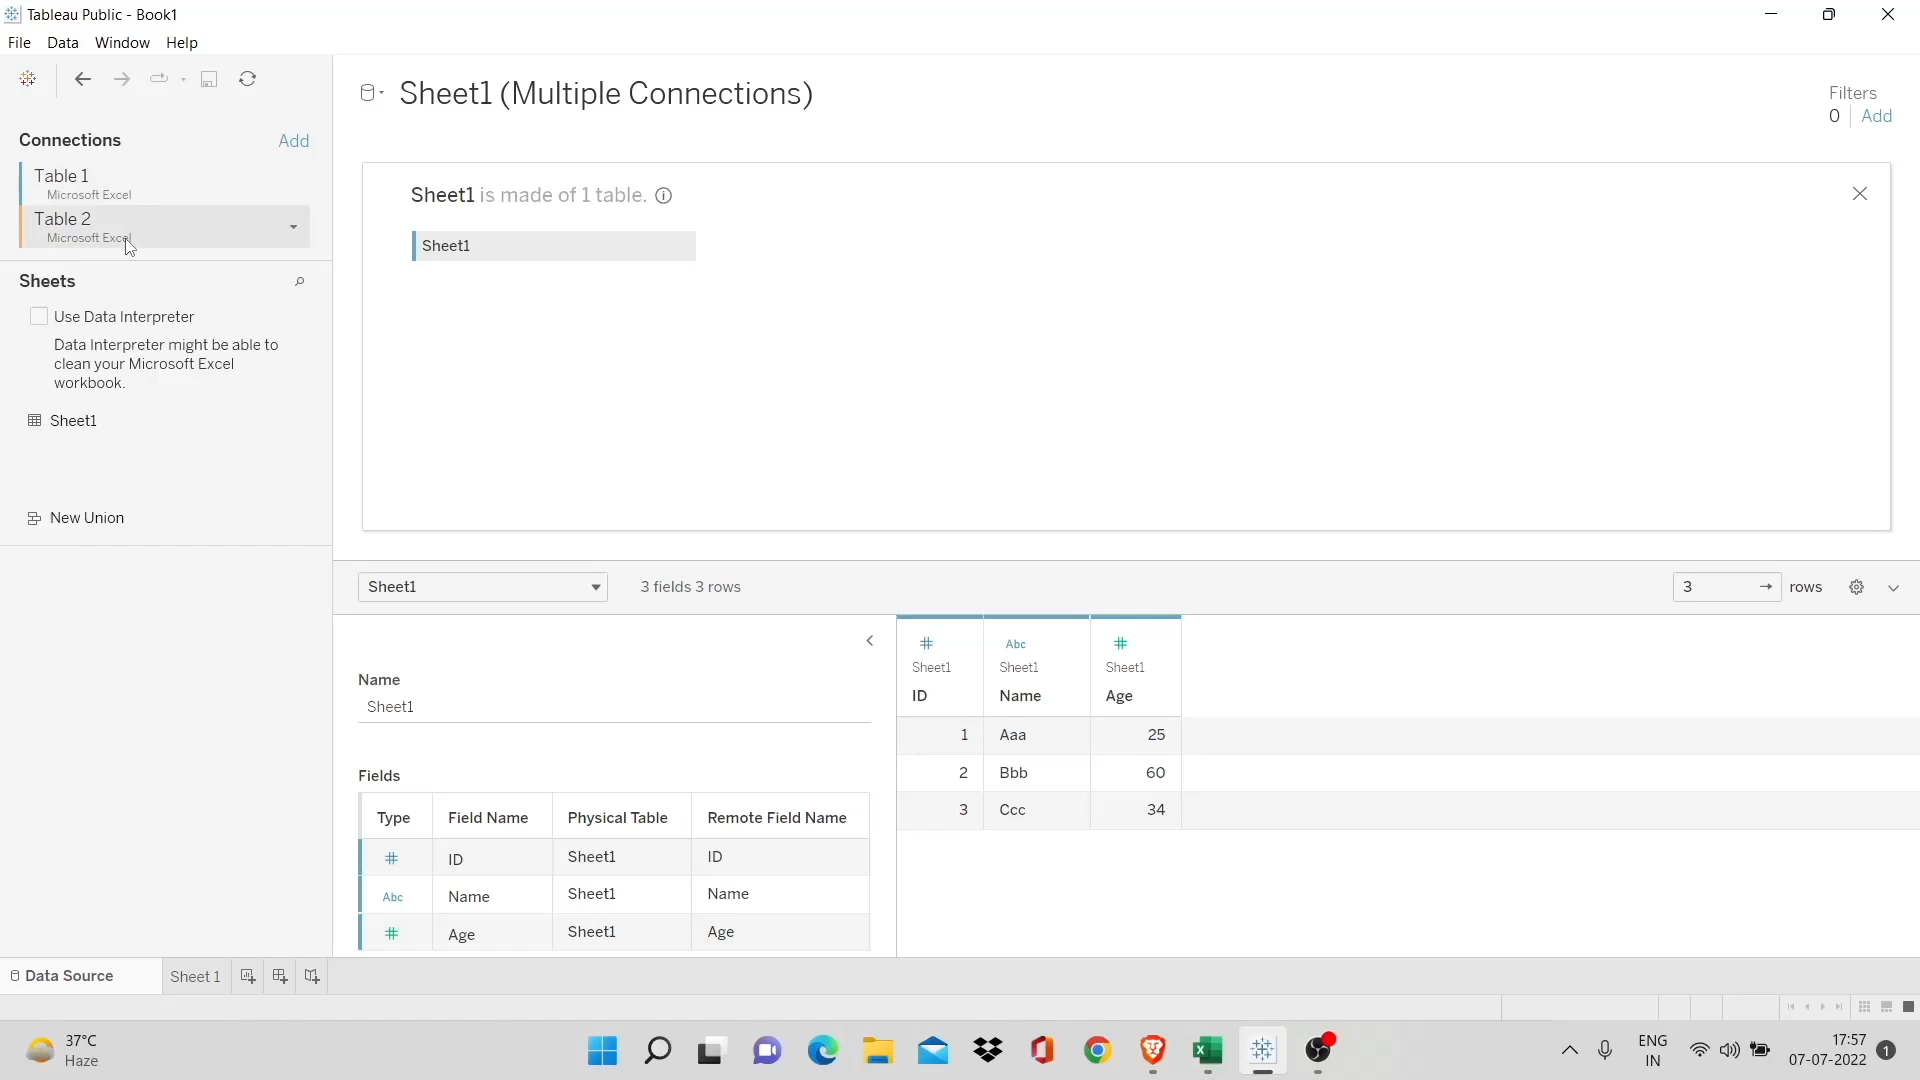 Tableau Public - Book1
File Data Window Help
Connections Add
Table 1
Microsoft Excel
Table 2
Microsoft Excel
Sheets
Use Data Interpreter
Data Interpreter might be able to
clean your Microsoft Excel
workbook.
Sheet1
New Union
Sheet1 (Multiple Connections)
Filters
0 Add
Sheet1 is made of 1 table.
Sheet1
Sheet1 3 fields 3 rows
3 → rows
Name
Sheet1
Fields
Type Field Name Physical Table Remote Field Name
# ID Sheet1 ID
Abc Name Sheet1 Name
# Age Sheet1 Age
# Abc #
Sheet1 Sheet1 Sheet1
ID Name Age
1 Aaa 25
2 Bbb 60
3 Ccc 34
Data Source Sheet 1
37°C
Haze
ENG
IN
17:57
07-07-2022
1